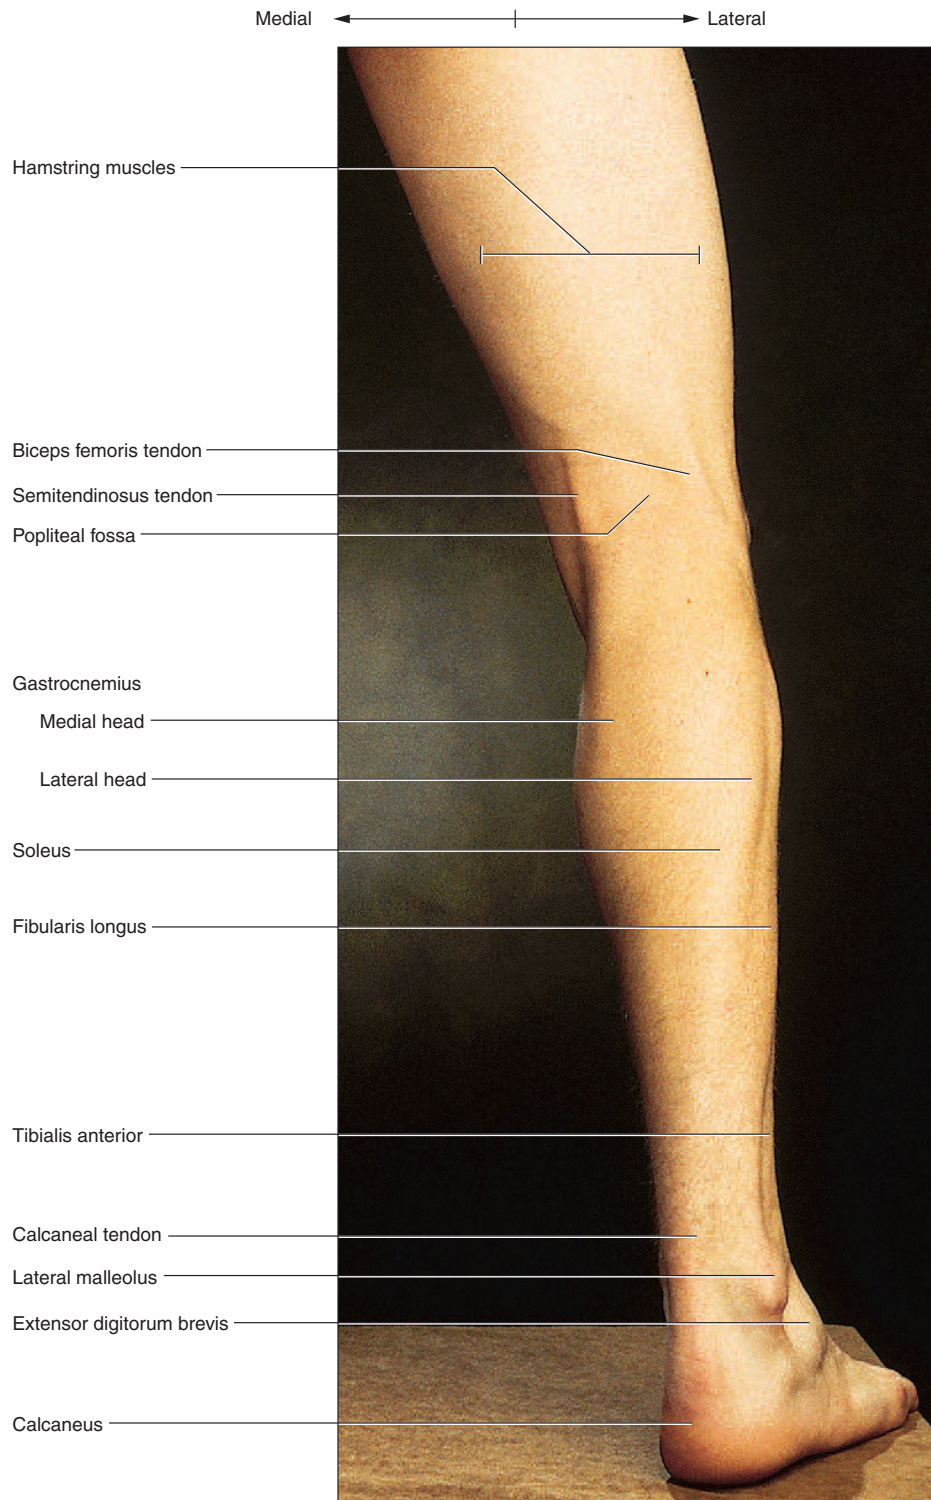 Medial Lateral
Hamstring muscles
Biceps femoris tendon
Semitendinosus tendon
Popliteal fossa
Gastrocnemius
Medial head
Lateral head
Soleus
Fibularis longus
Tibialis anterior
Calcaneal tendon
Lateral malleolus
Extensor digitorum brevis
Calcaneus